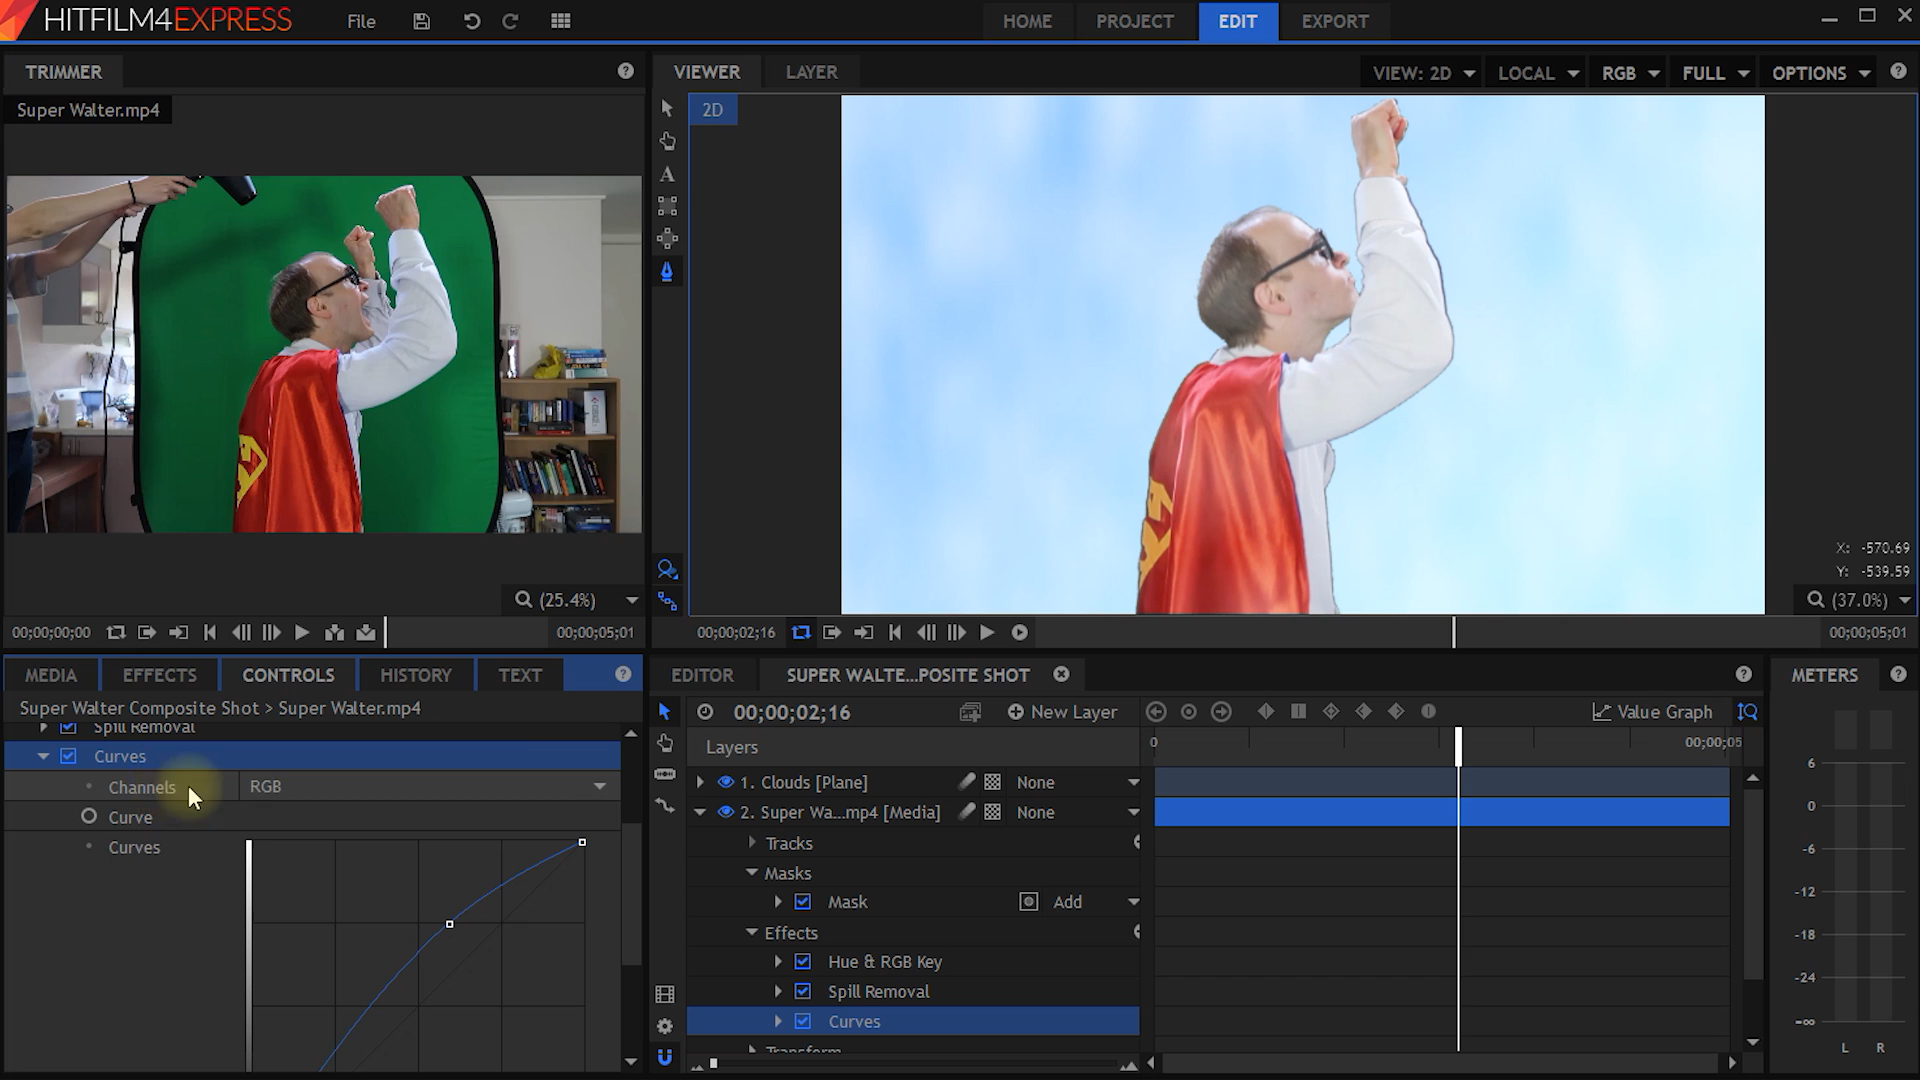 HITFILM4EXPRESS
File
HOME
PROJECT
EDIT
EXPORT
TRIMMER
Super Walter.mp4
(25.4%)
00;00;00;00
00;00;05;01
VIEWER
LAYER
VIEW: 2D
LOCAL
RGB
FULL
OPTIONS
2D
X: -570.69
Y: -539.59
(37.0%)
00;00;02;16
00;00;05;01
MEDIA
EFFECTS
CONTROLS
HISTORY
TEXT
Super Walter Composite Shot > Super Walter.mp4
Spill Removal
Curves
Channels
RGB
Curve
Curves
EDITOR
SUPER WALTE...POSITE SHOT
00;00;02;16
New Layer
Value Graph
Layers
0
00;00;05
1. Clouds [Plane]
None
2. Super Wa...mp4 [Media]
None
Tracks
Masks
Mask
Add
Effects
Hue & RGB Key
Spill Removal
Curves
Transform
METERS
6
0
-6
-12
-18
-24
-∞
L
R